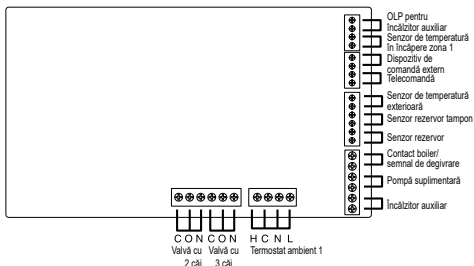 OLP pentru
încălzitor auxiliar
Senzor de temperatură
în încăpere zona 1
Dispozitiv de
comandă extern
Telecomandă
Senzor de temperatură
exterioară
Senzor rezervor tampon
Senzor rezervor
Contact boiler/
semnal de degivrare
Pompă suplimentară
Încălzitor auxiliar
C O N C O N H C N L
Valvă cu
2 căi
Valvă cu
3 căi
Termostat ambient 1